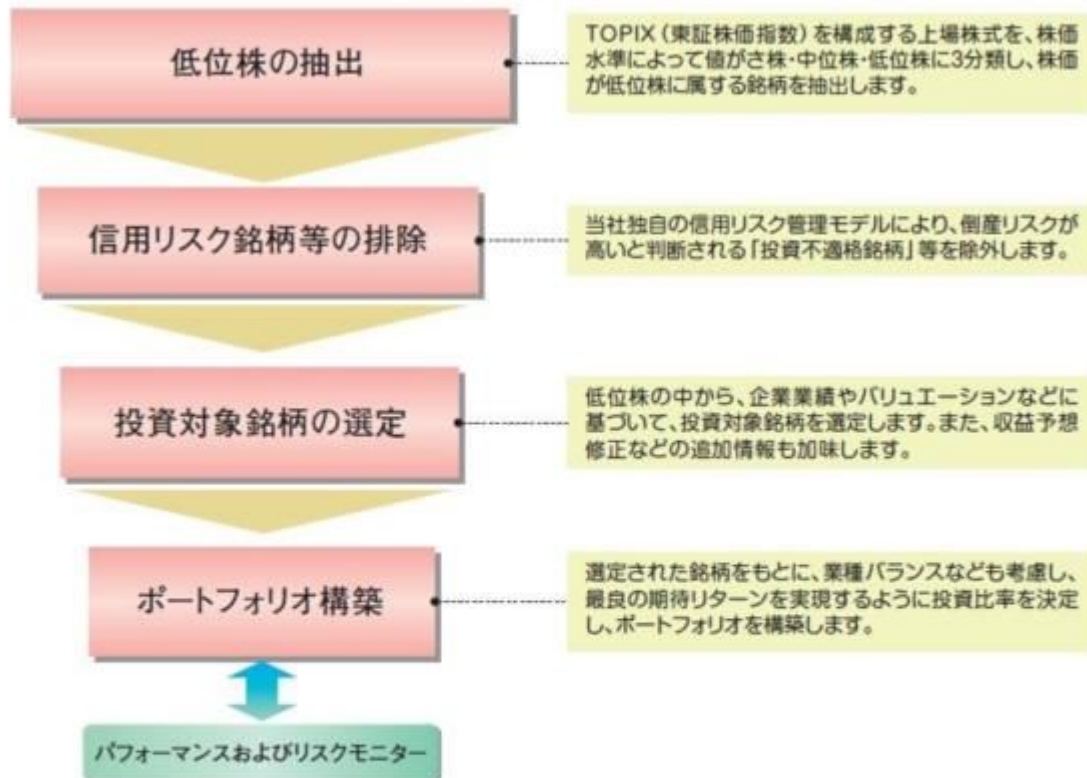 低位株の抽出
TOPIX（東証株価指数）を構成する上場株式を、株価
水準によって値がさ株・中位株・低位株に3分類し、株価
が低位株に属する銘柄を抽出します。
信用リスク銘柄等の排除
当社独自の信用リスク管理モデルにより、倒産リスクが
高いと判断される「投資不適格銘柄」等を除外します。
投資対象銘柄の選定
低位株の中から、企業業績やバリュエーションなどに
基づいて、投資対象銘柄を選定します。また、収益予想
修正などの追加情報も加味します。
ポートフォリオ構築
選定された銘柄をもとに、業種バランスなども考慮し、
最良の期待リターンを実現するように投資比率を決定
し、ポートフォリオを構築します。
パフォーマンスおよびリスクモニター